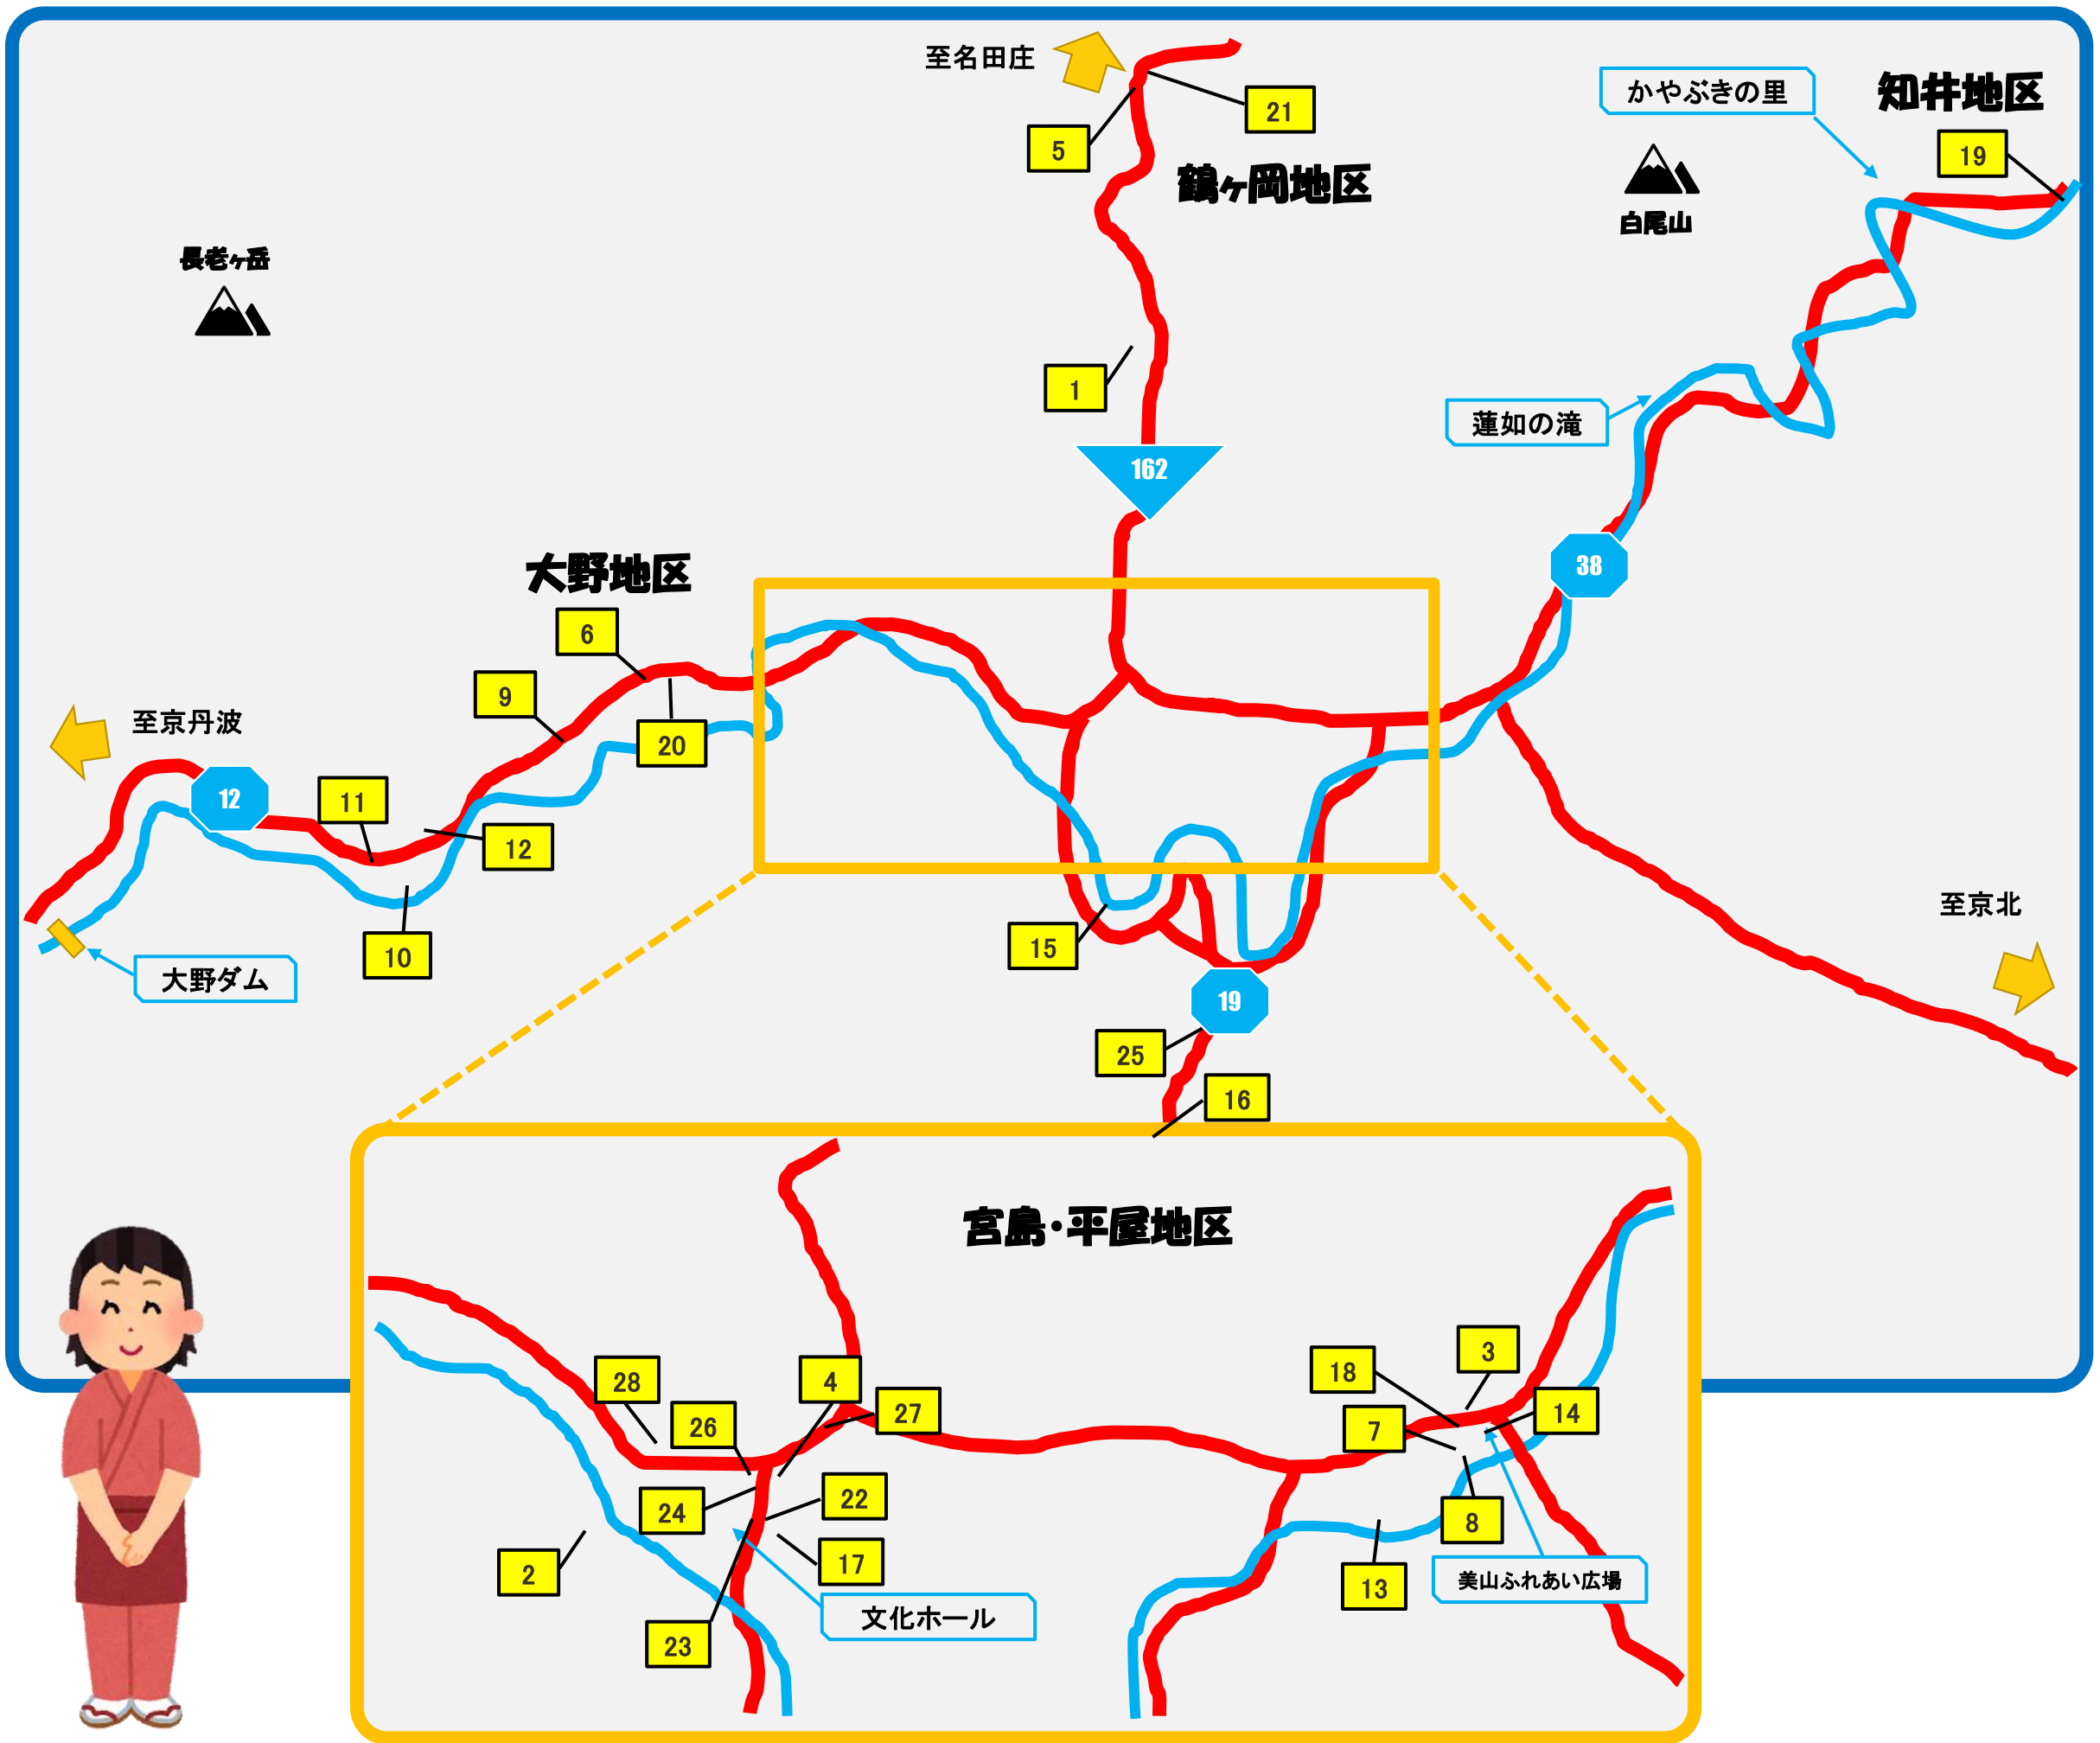 至名田庄
21
5
鶴ヶ岡地区
かやぶきの里
知井地区
19
白尾山
長老ヶ岳
1
162
蓮如の滝
38
大野地区
6
9
20
至京丹波
12
11
12
10
大野ダム
15
19
25
16
至京北
宮島・平屋地区
28
4
26
27
24
22
2
17
23
文化ホール
18
3
7
14
8
13
美山ふれあい広場